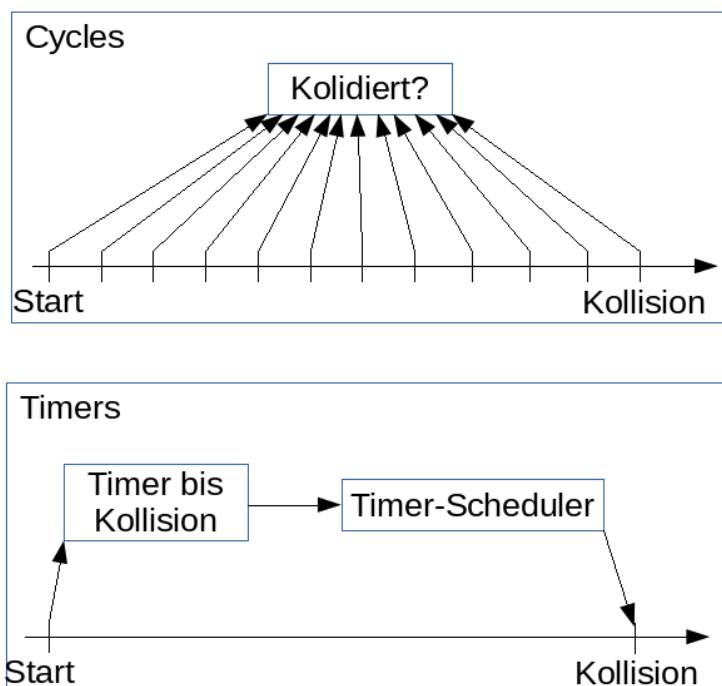 Cycles
Kolidiert?
Start
Kollision
Timers
Timer bis
Kollision
Timer-Scheduler
Start
Kollision